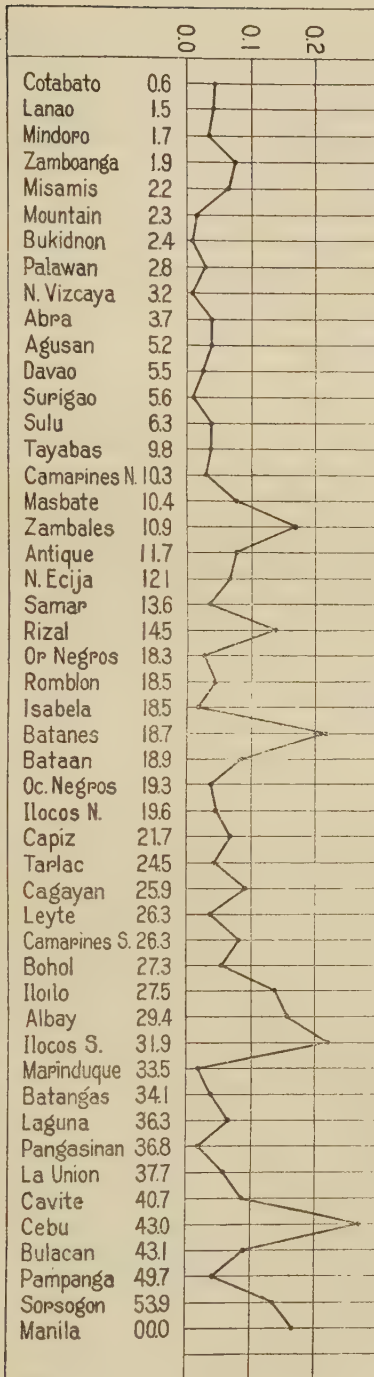 0.0 0.1 0.2
Cotabato 0.6
Lanao 1.5
Mindoro 1.7
Zamboanga 1.9
Misamis 2.2
Mountain 2.3
Bukidnon 2.4
Palawan 2.8
N. Vizcaya 3.2
Abra 3.7
Agusan 5.2
Davao 5.5
Surigao 5.6
Sulu 6.3
Tayabas 9.8
Camarines N. 10.3
Masbate 10.4
Zambales 10.9
Antique 11.7
N. Ecija 121
Samar 13.6
Rizal 14.5
Or Negros 18.3
Romblon 18.5
Isabela 18.5
Batanes 18.7
Bataan 18.9
Oc. Negros 19.3
Ilocos N. 19.6
Capiz 21.7
Tarlac 24.5
Cagayan 25.9
Leyte 26.3
Camarines S. 26.3
Bohol 27.3
Iloilo 27.5
Albay 29.4
Ilocos S. 31.9
Marinduque 33.5
Batangas 34.1
Laguna 36.3
Pangasinan 36.8
La Union 37.7
Cavite 40.7
Cebu 43.0
Bulacan 43.1
Pampanga 49.7
Sorsogon 53.9
Manila 00.0